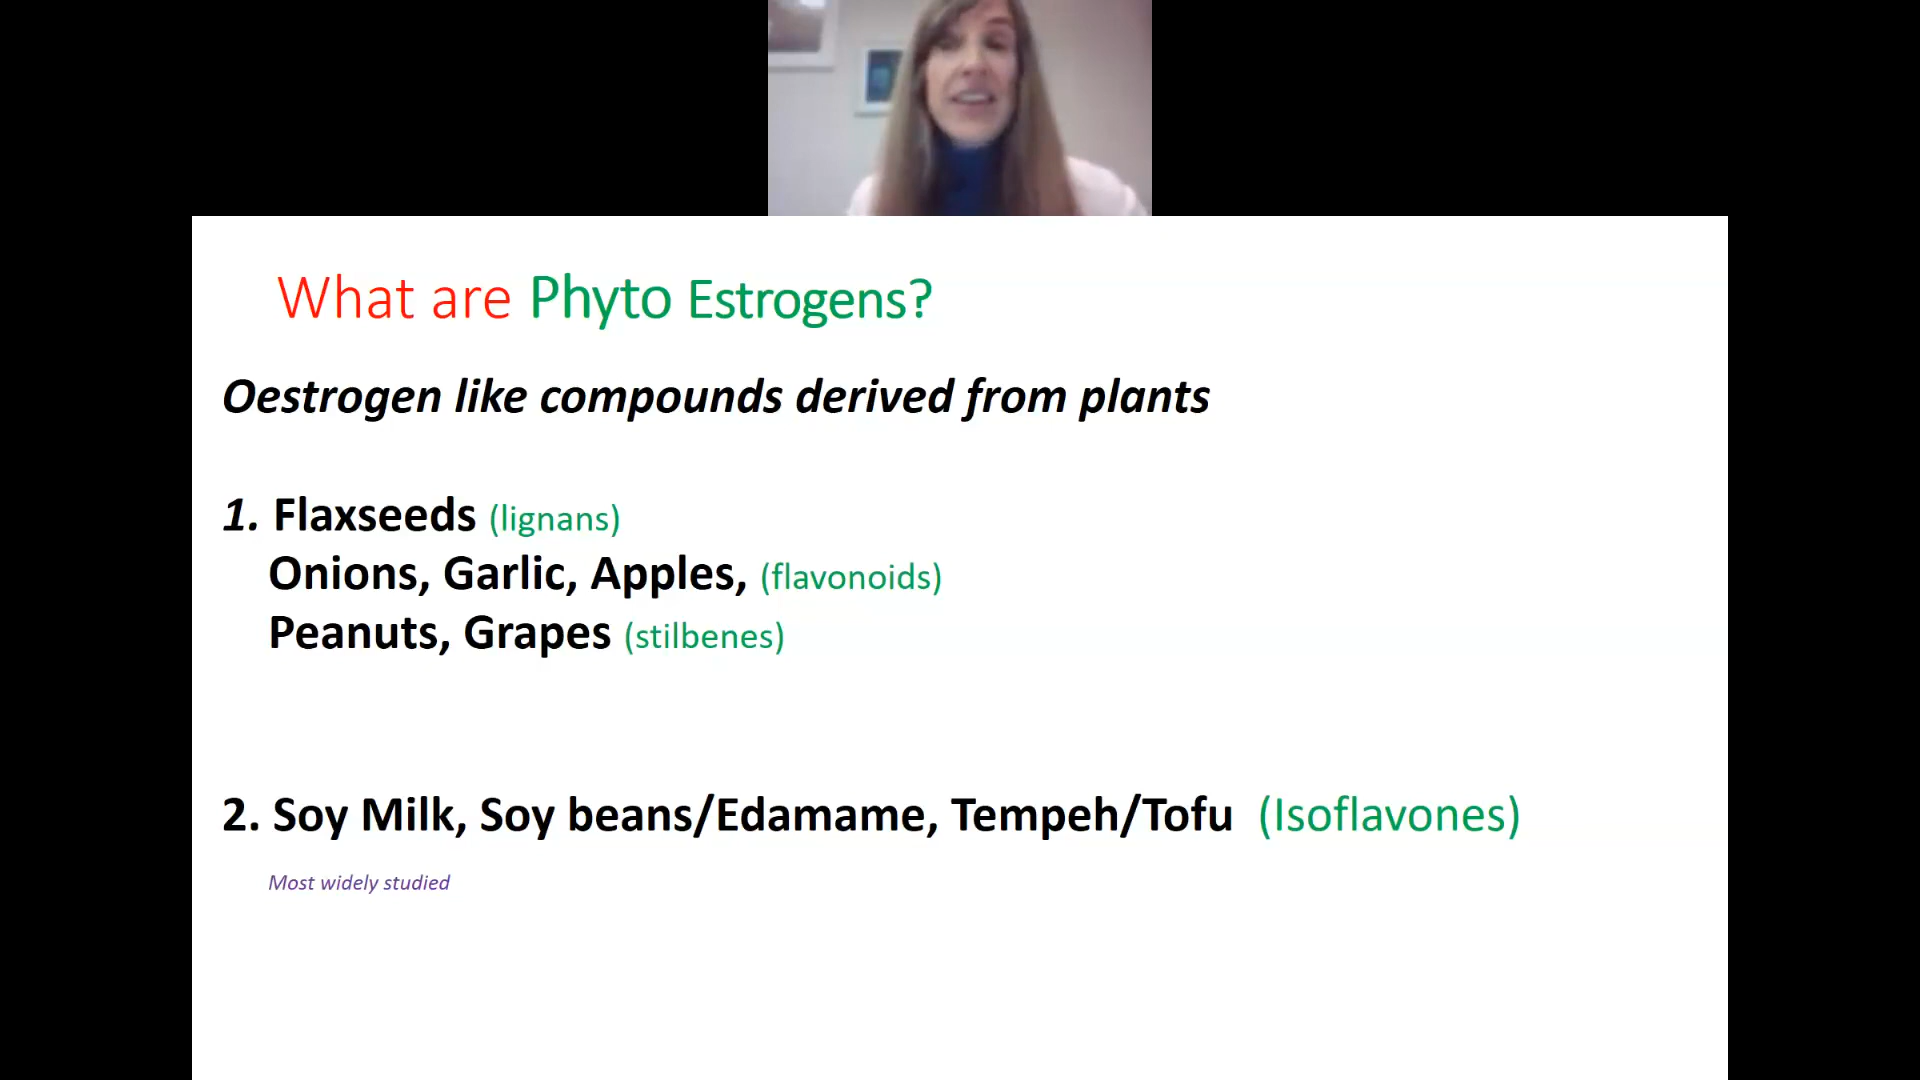 What are Phyto Estrogens?
Oestrogen like compounds derived from plants
1. Flaxseeds (lignans)
Onions, Garlic, Apples, (flavonoids)
Peanuts, Grapes (stilbenes)
2. Soy Milk, Soy beans/Edamame, Tempeh/Tofu (Isoflavones)
Most widely studied